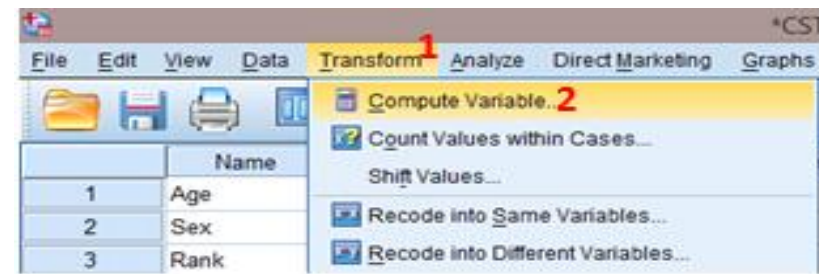 *CST
File Edit View Data Transform 1 Analyze Direct Marketing Graphs
Compute Variable... 2
Count Values within Cases...
Shift Values...
Recode into Same Variables...
Recode into Different Variables...
Name
1 Age
2 Sex
3 Rank